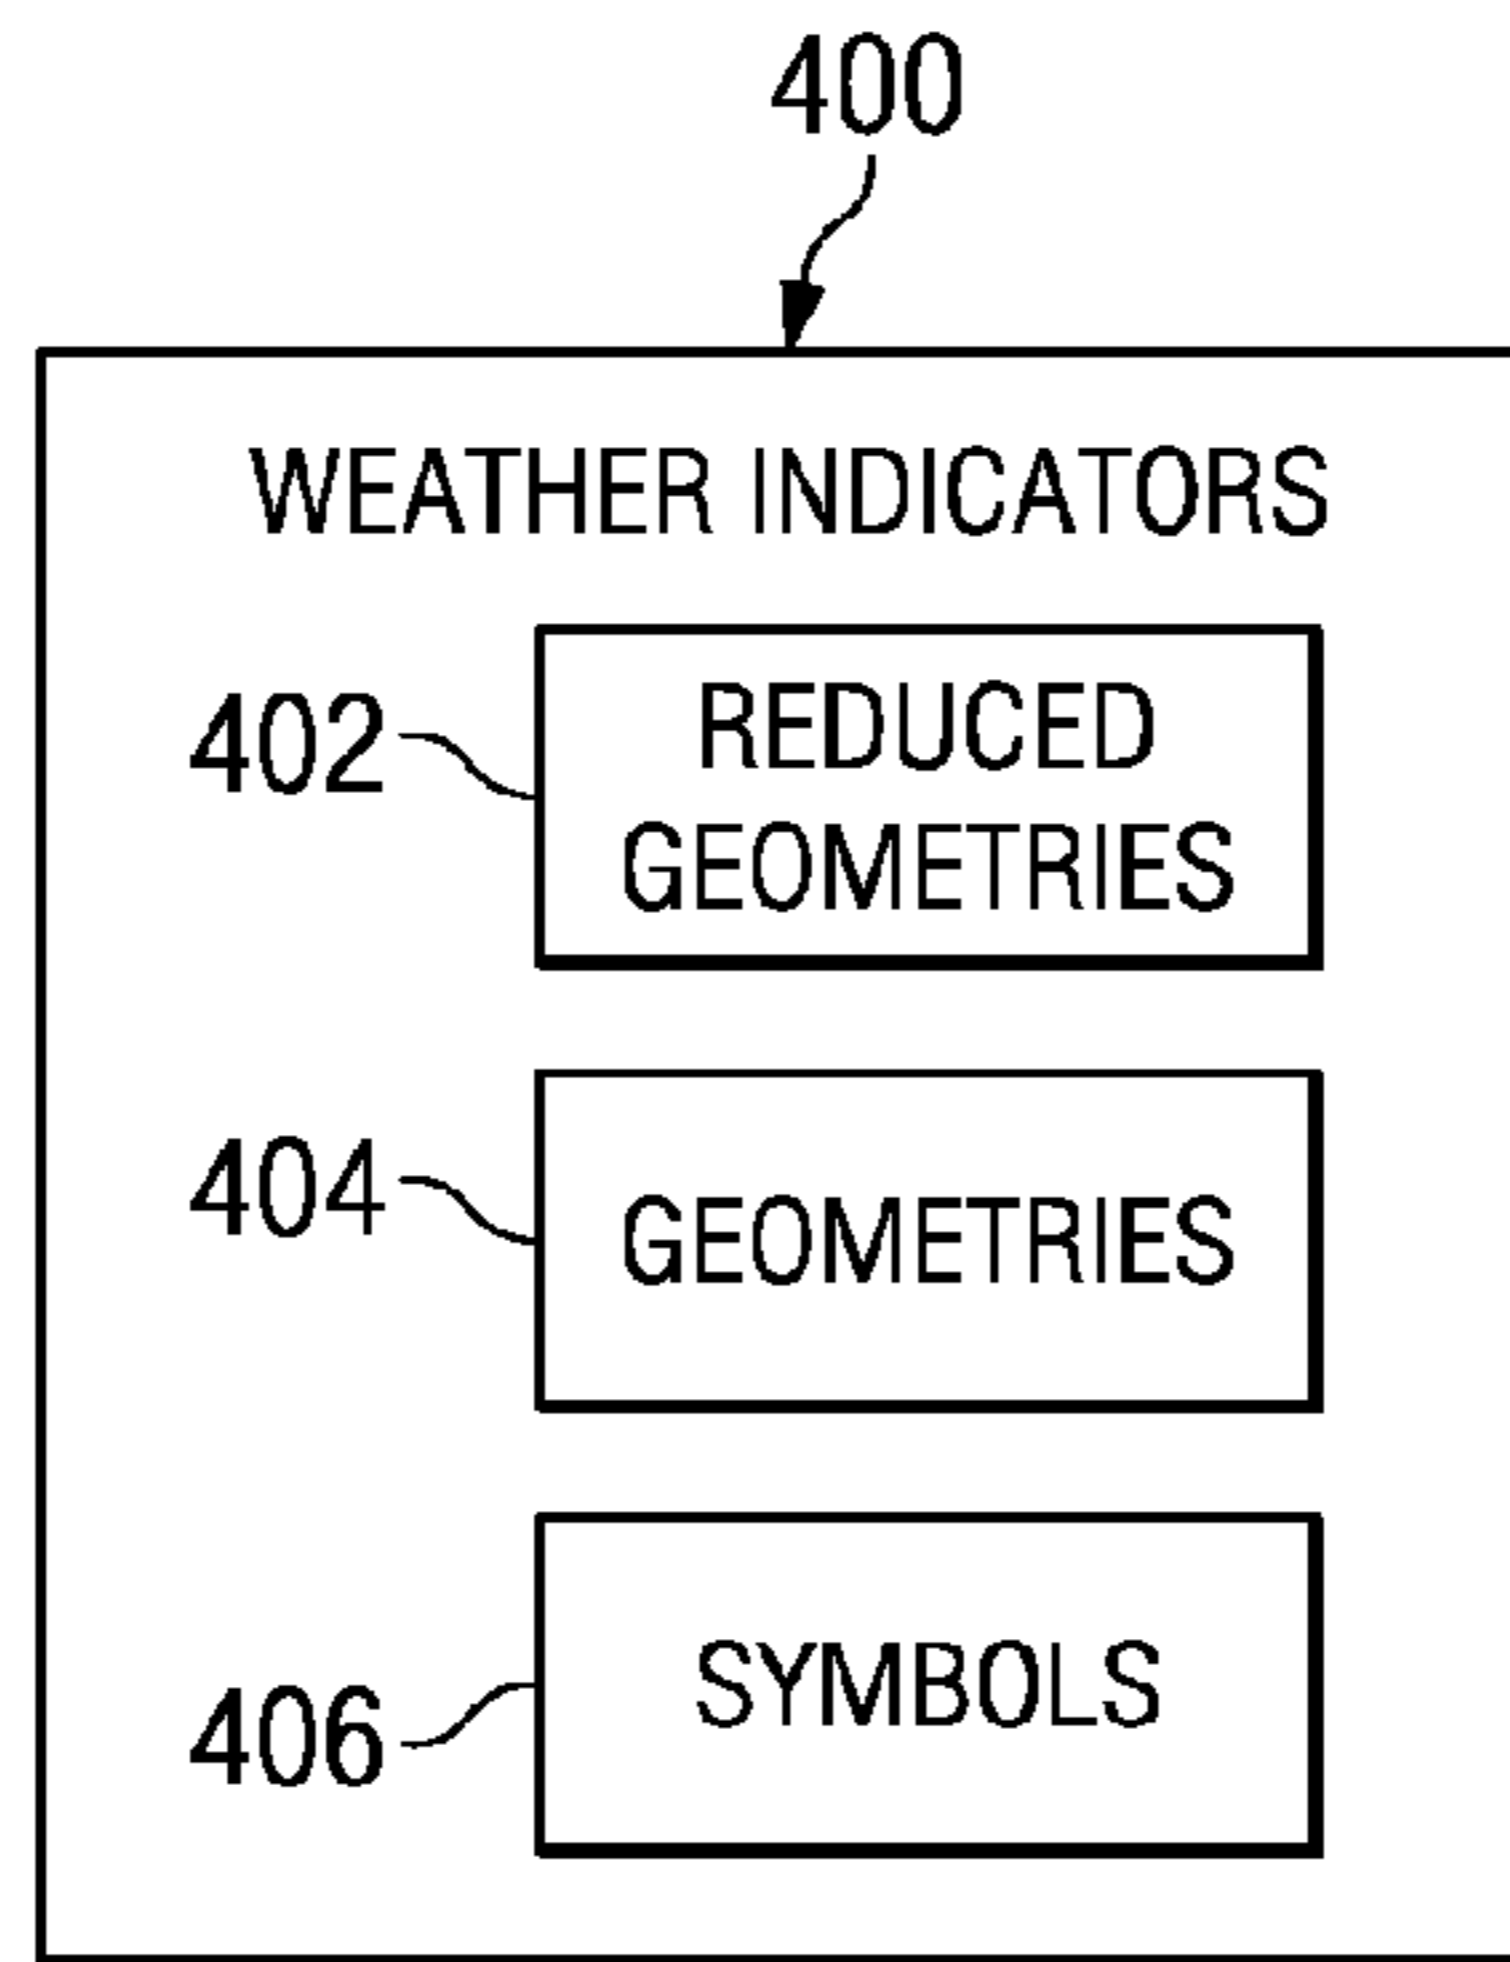 400
WEATHER INDICATORS
402
REDUCED
GEOMETRIES
404
GEOMETRIES
406
SYMBOLS